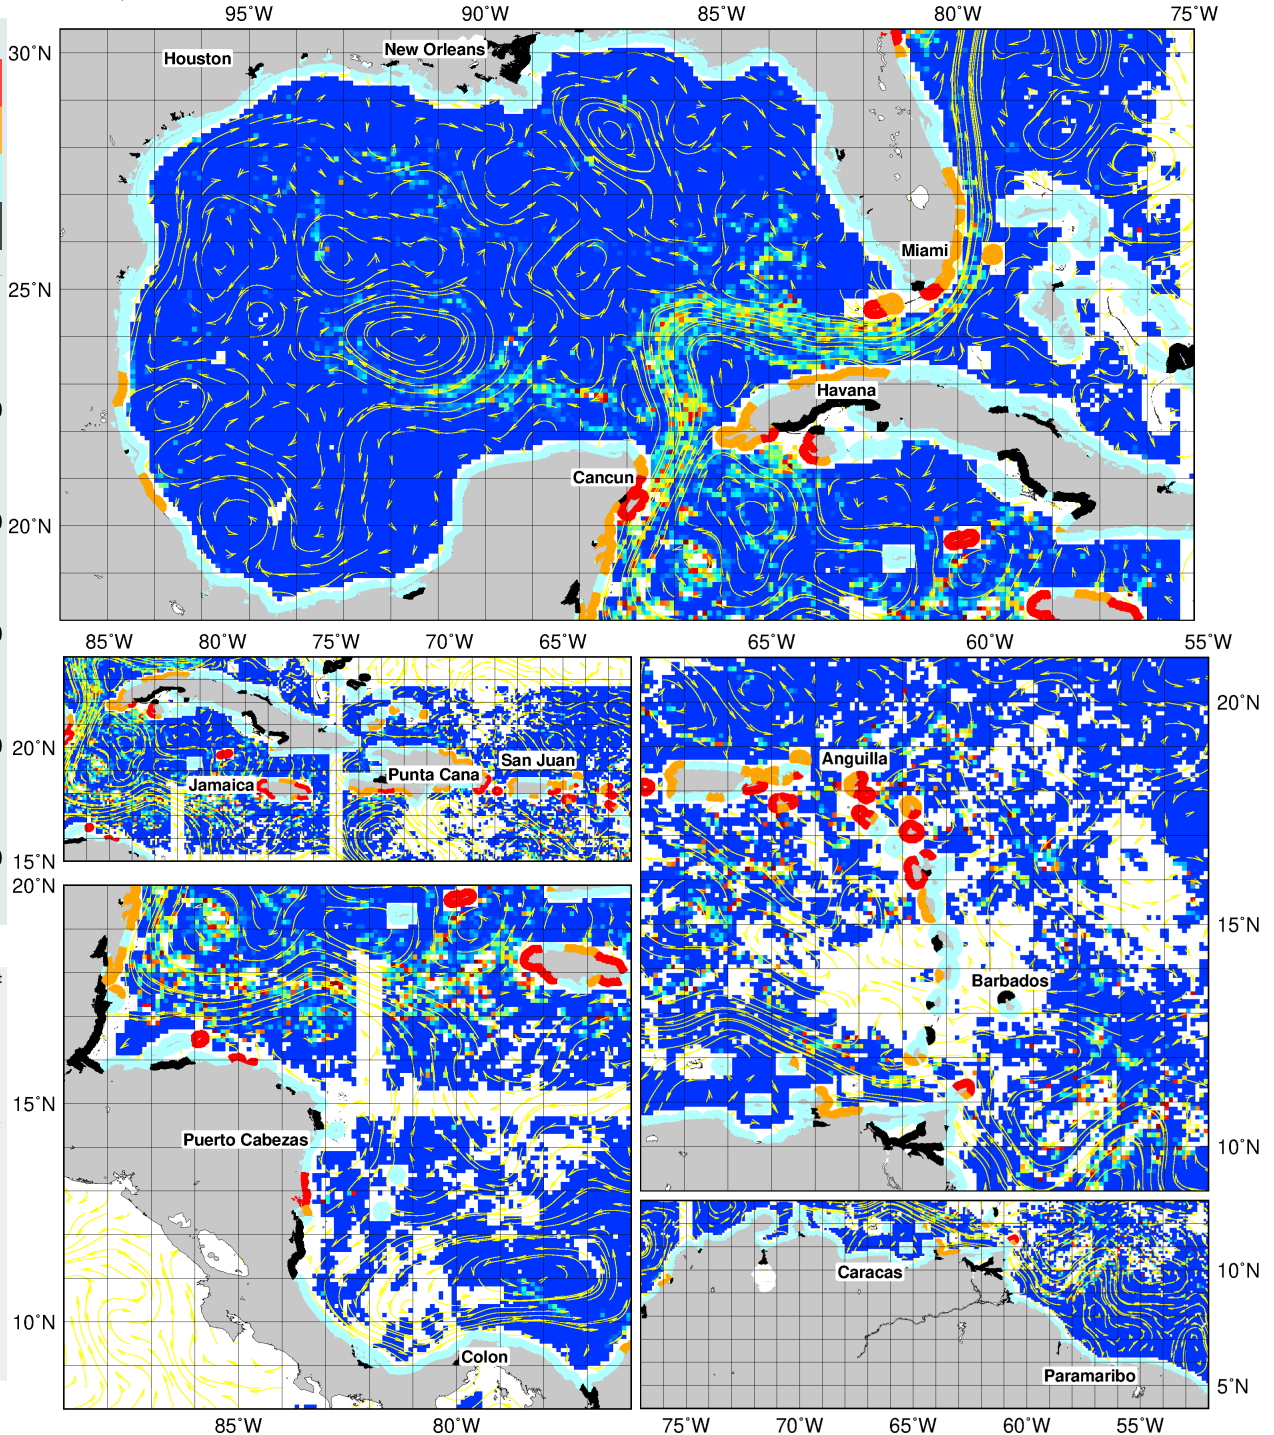 95°W 90°W 85°W 80°W 75°W
30°N
Houston
New Orleans
Miami
25°N
Havana
Cancun
20°N
85°W 80°W 75°W 70°W 65°W
65°W 60°W 55°W
20°N
Jamaica
Punta Cana
San Juan
15°N
20°N
Anguilla
15°N
Barbados
10°N
20°N
15°N
Puerto Cabezas
10°N
Colon
85°W 80°W
Caracas
10°N
Paramaribo
5°N
75°W 70°W 65°W 60°W 55°W